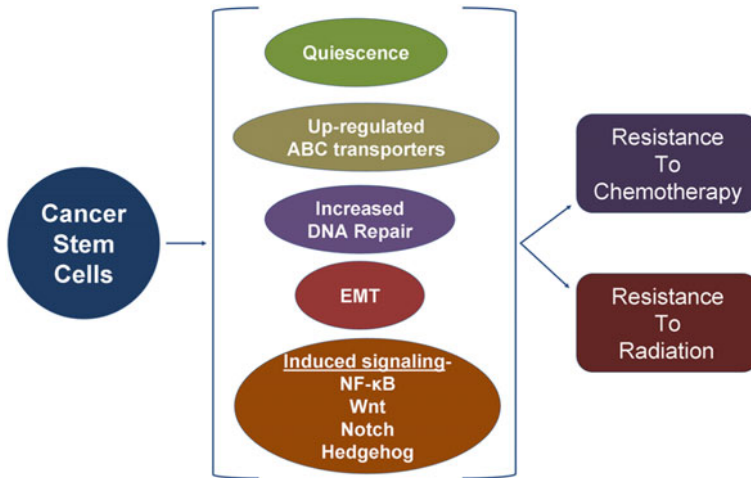 Cancer
Stem
Cells
Quiescence
Up-regulated
ABC transporters
Increased
DNA Repair
EMT
Induced signaling-
NF-κB
Wnt
Notch
Hedgehog
Resistance
To
Chemotherapy
Resistance
To
Radiation